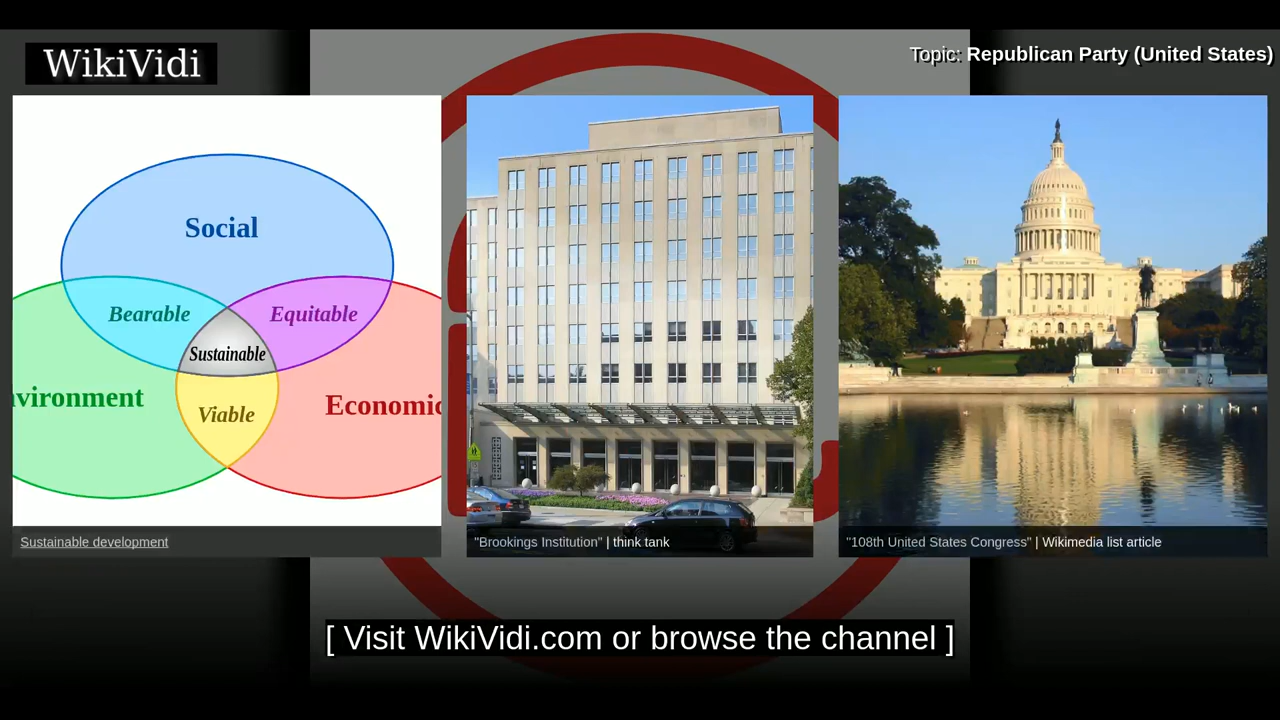 WikiVidi
Topic: Republican Party (United States)
Social
Bearable
Equitable
Sustainable
vironment
Economic
Viable
Sustainable development
"Brookings Institution" | think tank
"108th United States Congress" | Wikimedia list article
[ Visit WikiVidi.com or browse the channel ]